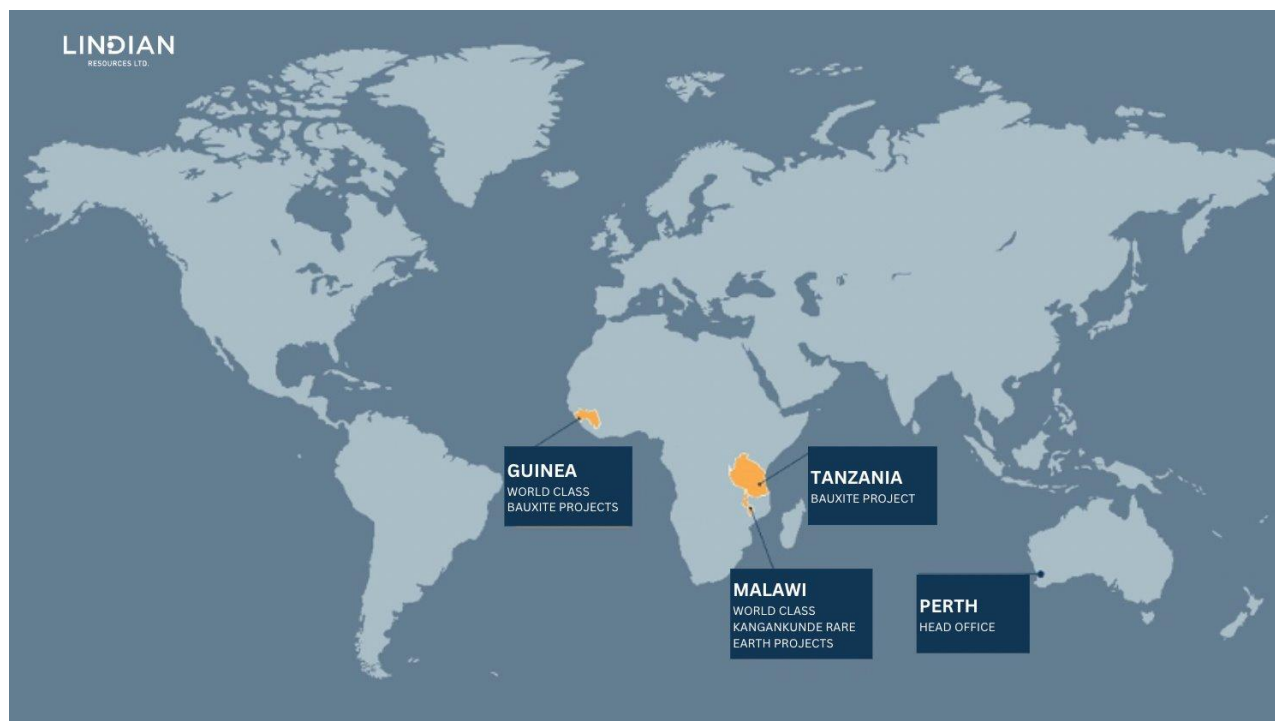 LINDIAN
RESOURCES LTD.
GUINEA
WORLD CLASS
BAUXITE PROJECTS
TANZANIA
BAUXITE PROJECT
MALAWI
WORLD CLASS
KANGANKUNDE RARE
EARTH PROJECTS
PERTH
HEAD OFFICE